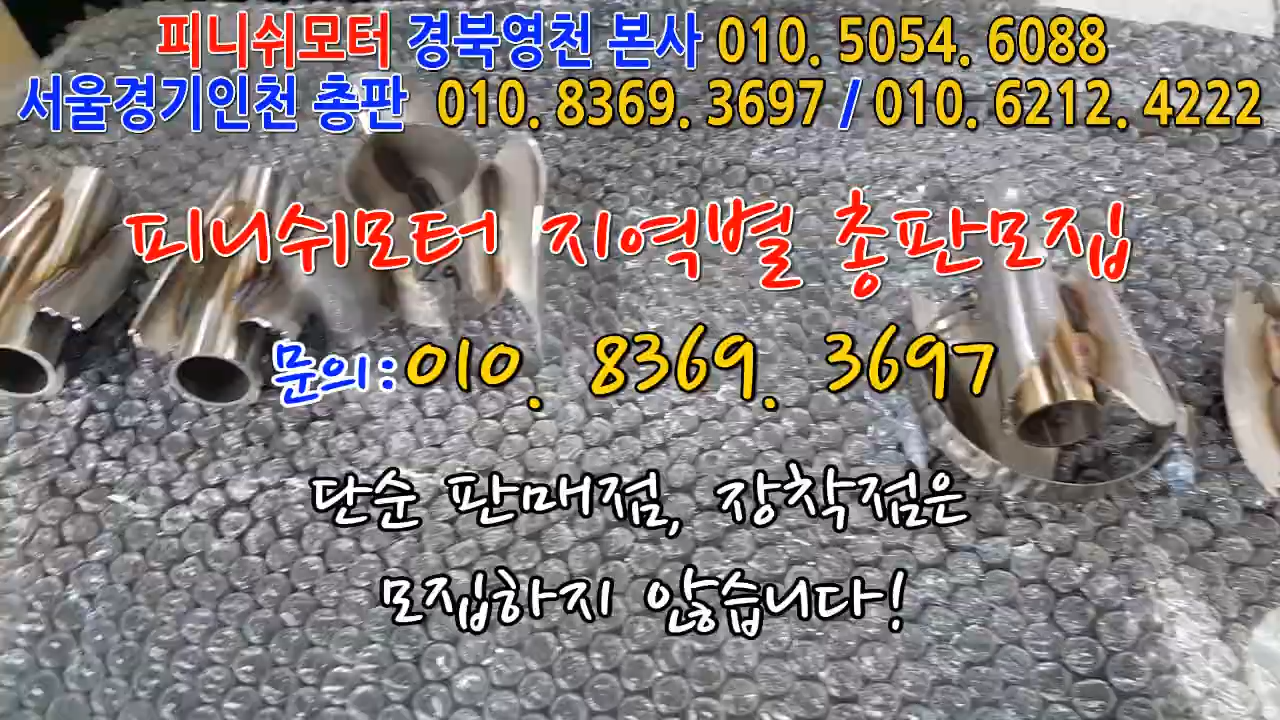 피니쉬모터 경북영천 본사 010. 5054. 6088
서울경기인천 총판 010. 8369. 3697 / 010. 6212. 4222
피니쉬모터 지역별 총판모집
문의: 010. 8369. 3697
단순 판매점, 장착점은
모집하지 않습니다!